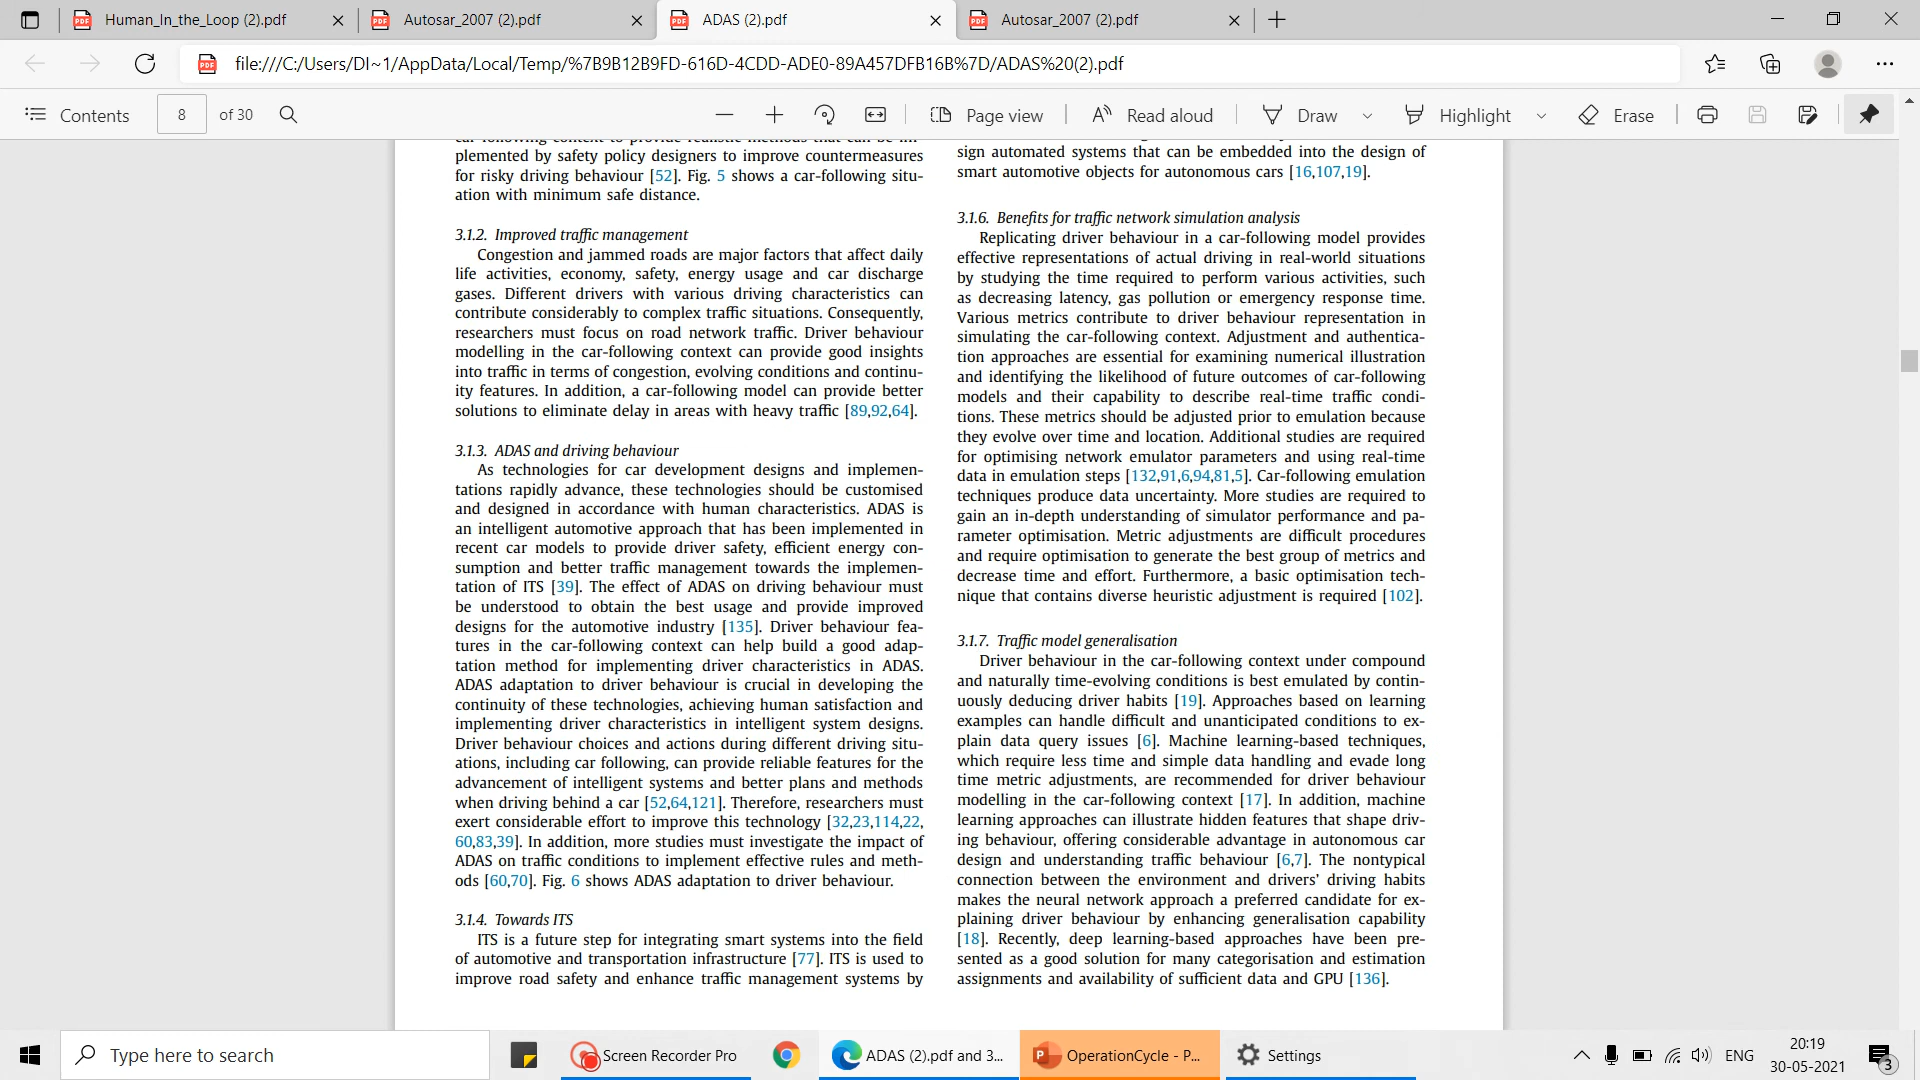 Human_In_the_Loop (2).pdf
Autosar_2007 (2).pdf
ADAS (2).pdf
Autosar_2007 (2).pdf
file:///C:/Users/DI~1/AppData/Local/Temp/%7B9B12B9FD-616D-4CDD-ADE0-89A457DFB16B%7D/ADAS%20(2).pdf
Contents
8
of 30
Page view
Read aloud
Draw
Highlight
Erase
plemented by safety policy designers to improve countermeasures
for risky driving behaviour [52]. Fig. 5 shows a car-following situ-
ation with minimum safe distance.
3.1.2. Improved traffic management
Congestion and jammed roads are major factors that affect daily
life activities, economy, safety, energy usage and car discharge
gases. Different drivers with various driving characteristics can
contribute considerably to complex traffic situations. Consequently,
researchers must focus on road network traffic. Driver behaviour
modelling in the car-following context can provide good insights
into traffic in terms of congestion, evolving conditions and continu-
ity features. In addition, a car-following model can provide better
solutions to eliminate delay in areas with heavy traffic [89,92,64].
3.1.3. ADAS and driving behaviour
As technologies for car development designs and implemen-
tations rapidly advance, these technologies should be customised
and designed in accordance with human characteristics. ADAS is
an intelligent automotive approach that has been implemented in
recent car models to provide driver safety, efficient energy con-
sumption and better traffic management towards the implemen-
tation of ITS [39]. The effect of ADAS on driving behaviour must
be understood to obtain the best usage and provide improved
designs for the automotive industry [135]. Driver behaviour fea-
tures in the car-following context can help build a good adap-
tation method for implementing driver characteristics in ADAS.
ADAS adaptation to driver behaviour is crucial in developing the
continuity of these technologies, achieving human satisfaction and
implementing driver characteristics in intelligent system designs.
Driver behaviour choices and actions during different driving situ-
ations, including car following, can provide reliable features for the
advancement of intelligent systems and better plans and methods
when driving behind a car [52,64,121]. Therefore, researchers must
exert considerable effort to improve this technology [32,23,114,22,
60,83,39]. In addition, more studies must investigate the impact of
ADAS on traffic conditions to implement effective rules and meth-
ods [60,70]. Fig. 6 shows ADAS adaptation to driver behaviour.
3.1.4. Towards ITS
ITS is a future step for integrating smart systems into the field
of automotive and transportation infrastructure [77]. ITS is used to
improve road safety and enhance traffic management systems by
sign automated systems that can be embedded into the design of
smart automotive objects for autonomous cars [16,107,19].
3.1.6. Benefits for traffic network simulation analysis
Replicating driver behaviour in a car-following model provides
effective representations of actual driving in real-world situations
by studying the time required to perform various activities, such
as decreasing latency, gas pollution or emergency response time.
Various metrics contribute to driver behaviour representation in
simulating the car-following context. Adjustment and authentica-
tion approaches are essential for examining numerical illustration
and identifying the likelihood of future outcomes of car-following
models and their capability to describe real-time traffic condi-
tions. These metrics should be adjusted prior to emulation because
they evolve over time and location. Additional studies are required
for optimising network emulator parameters and using real-time
data in emulation steps [132,91,6,94,81,5]. Car-following emulation
techniques produce data uncertainty. More studies are required to
gain an in-depth understanding of simulator performance and pa-
rameter optimisation. Metric adjustments are difficult procedures
and require optimisation to generate the best group of metrics and
decrease time and effort. Furthermore, a basic optimisation tech-
nique that contains diverse heuristic adjustment is required [102].
3.1.7. Traffic model generalisation
Driver behaviour in the car-following context under compound
and naturally time-evolving conditions is best emulated by contin-
uously deducing driver habits [19]. Approaches based on learning
examples can handle difficult and unanticipated conditions to ex-
plain data query issues [6]. Machine learning-based techniques,
which require less time and simple data handling and evade long
time metric adjustments, are recommended for driver behaviour
modelling in the car-following context [17]. In addition, machine
learning approaches can illustrate hidden features that shape driv-
ing behaviour, offering considerable advantage in autonomous car
design and understanding traffic behaviour [6,7]. The nontypical
connection between the environment and drivers' driving habits
makes the neural network approach a preferred candidate for ex-
plaining driver behaviour by enhancing generalisation capability
[18]. Recently, deep learning-based approaches have been pre-
sented as a good solution for many categorisation and estimation
assignments and availability of sufficient data and GPU [136].
Type here to search
Screen Recorder Pro
ADAS (2).pdf and 3...
OperationCycle - P...
Settings
ENG
20:19
30-05-2021
3